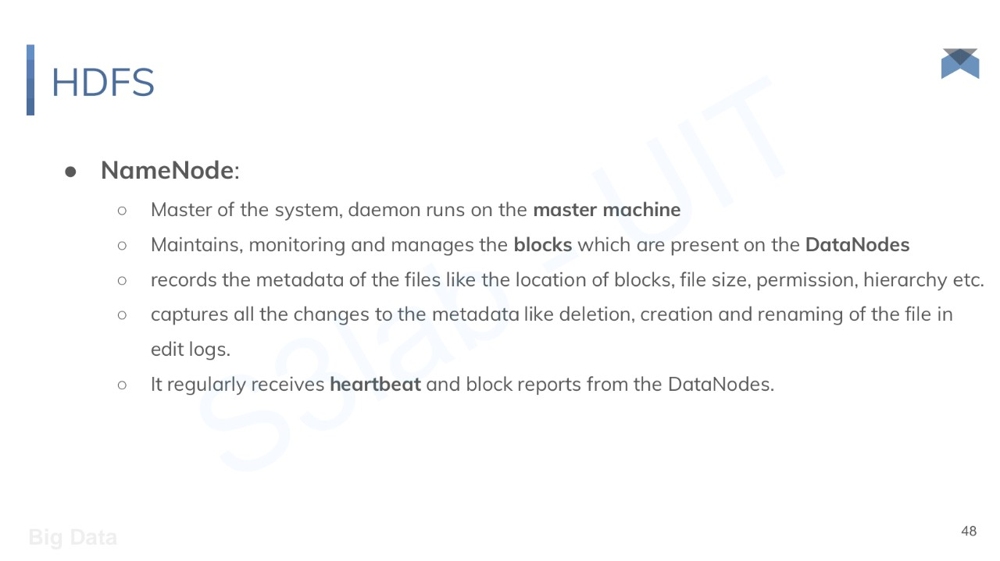 HDFS
● NameNode:
○ Master of the system, daemon runs on the master machine
○ Maintains, monitoring and manages the blocks which are present on the DataNodes
○ records the metadata of the files like the location of blocks, file size, permission, hierarchy etc.
○ captures all the changes to the metadata like deletion, creation and renaming of the file in
edit logs.
○ It regularly receives heartbeat and block reports from the DataNodes.
S3lab - UIT
Big Data
48